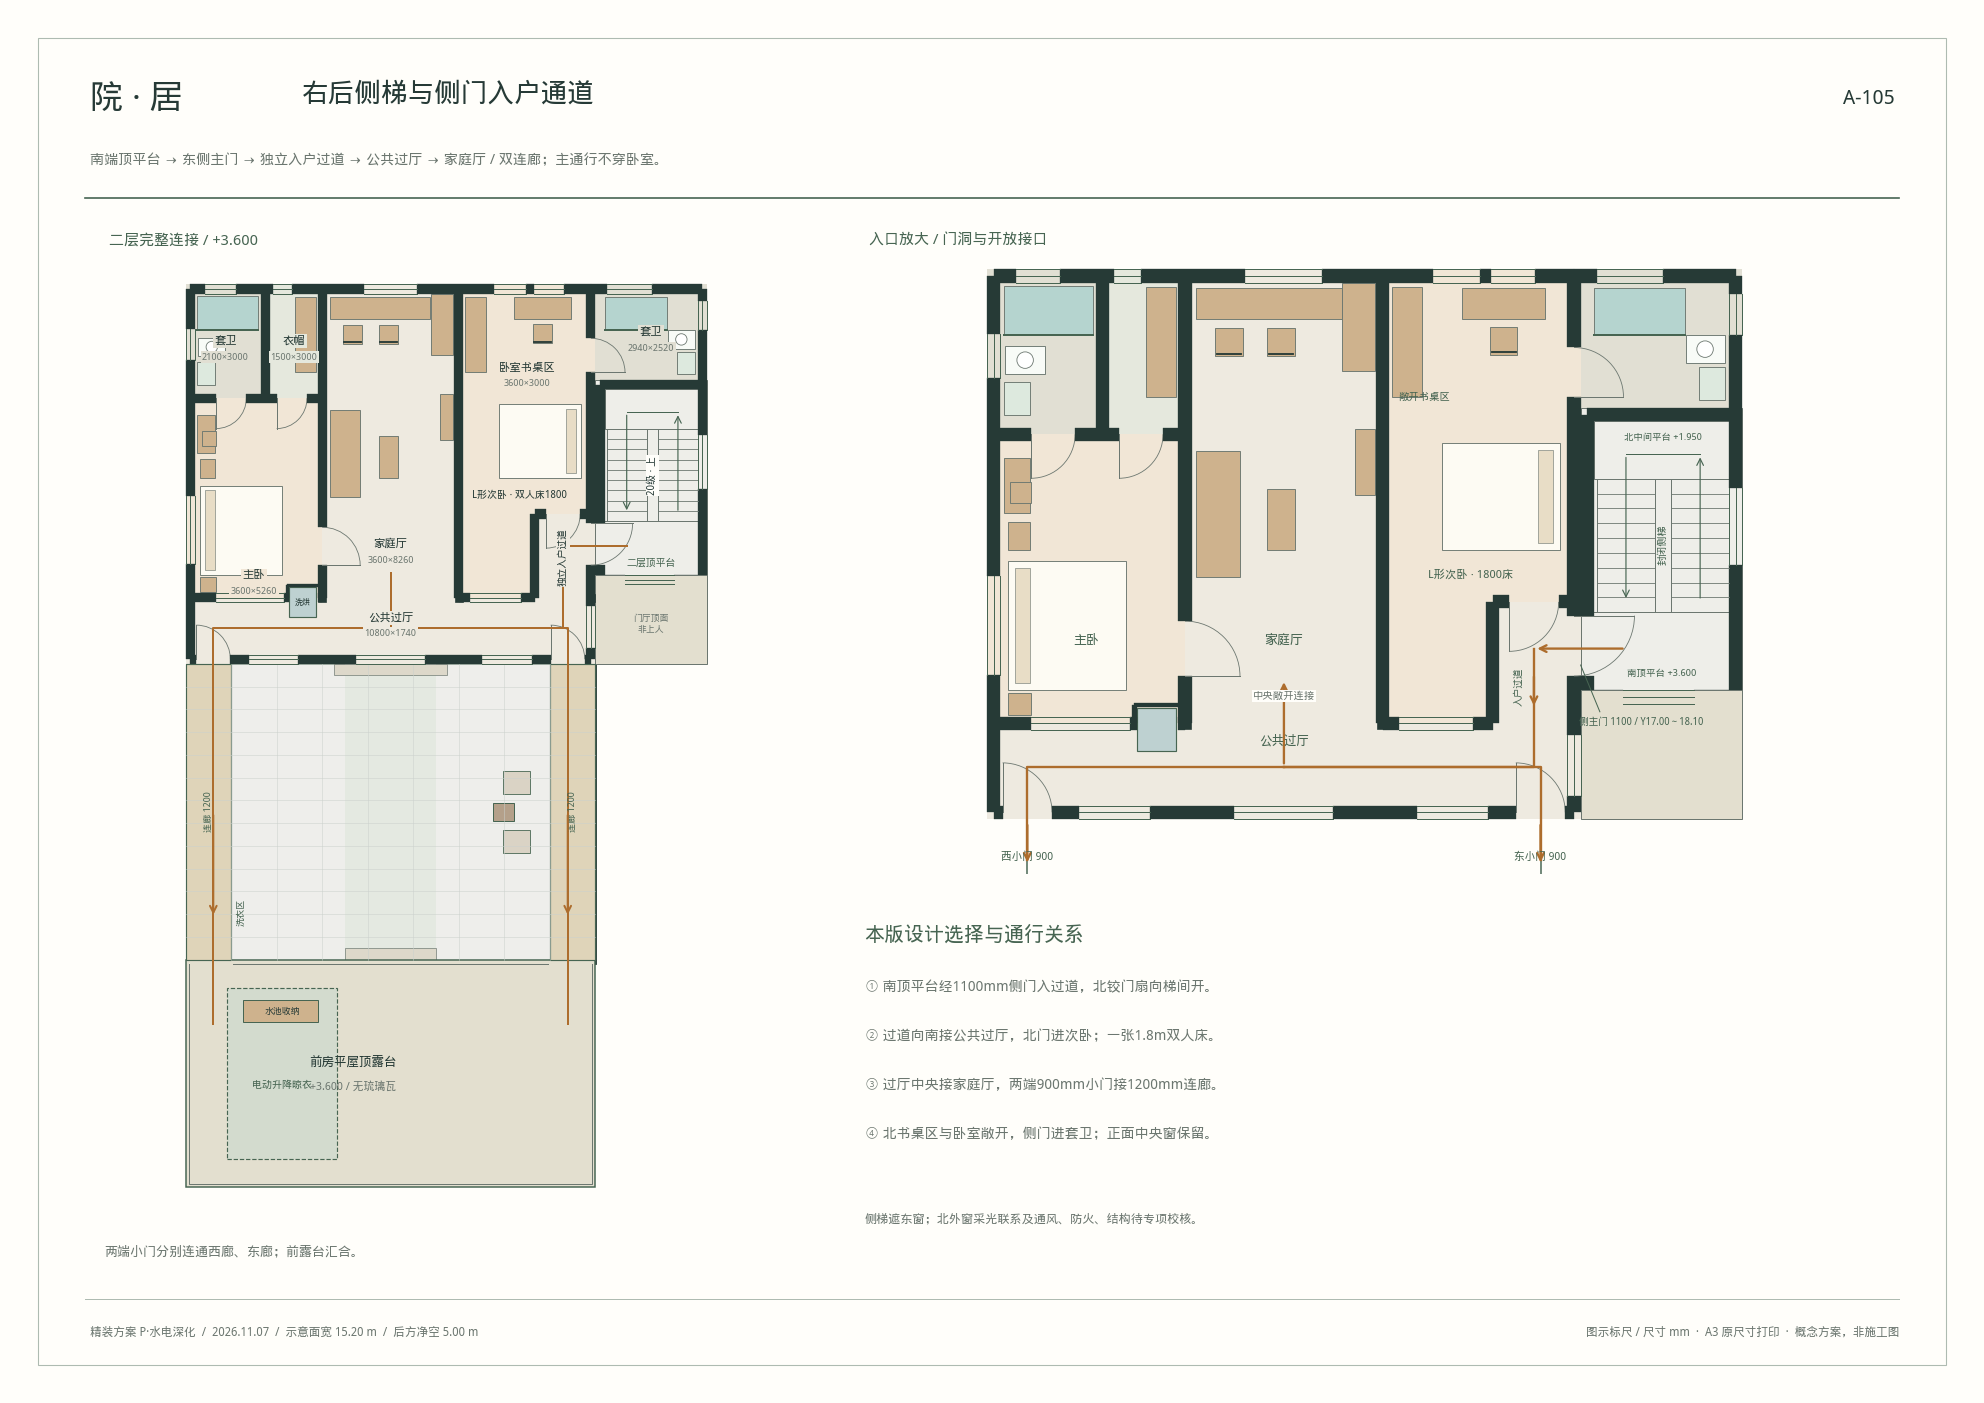 院 · 居
右后侧梯与侧门入户通道
A-105
南端顶平台 → 东侧主门 → 独立入户过道 → 公共过厅 → 家庭厅 / 双连廊；主通行不穿卧室。
二层完整连接 / +3.600
套卫
2100×3000
衣帽
1500×3000
套卫
2940×2520
卧室书桌区
3600×3000
20级 · 上
L形次卧 · 双人床1800
独立入户过道
家庭厅
3600×8260
二层顶平台
主卧
3600×5260
洗烘
公共过厅
10800×1740
门厅顶面
非上人
连廊 1200
连廊 1200
洗衣区
水池收纳
前房平屋顶露台
电动升降晾衣
+3.600 / 无琉璃瓦
两端小门分别连通西廊、东廊；前露台汇合。
入口放大 / 门洞与开放接口
敞开书桌区
北中间平台 +1.950
封闭侧梯
L形次卧 · 1800床
主卧
家庭厅
入户过道
南顶平台 +3.600
中央敞开连接
侧主门 1100 / Y17.00 – 18.10
公共过厅
西小门 900
东小门 900
本版设计选择与通行关系
① 南顶平台经1100mm侧门入过道，北铰门扇向梯间开。
② 过道向南接公共过厅，北门进次卧；一张1.8m双人床。
③ 过厅中央接家庭厅，两端900mm小门接1200mm连廊。
④ 北书桌区与卧室敞开，侧门进套卫；正面中央窗保留。
侧梯遮东窗；北外窗采光联系及通风、防火、结构待专项校核。
精装方案 P·水电深化 / 2026.11.07 / 示意面宽 15.20 m / 后方净空 5.00 m
图示标尺 / 尺寸 mm · A3 原尺寸打印 · 概念方案，非施工图